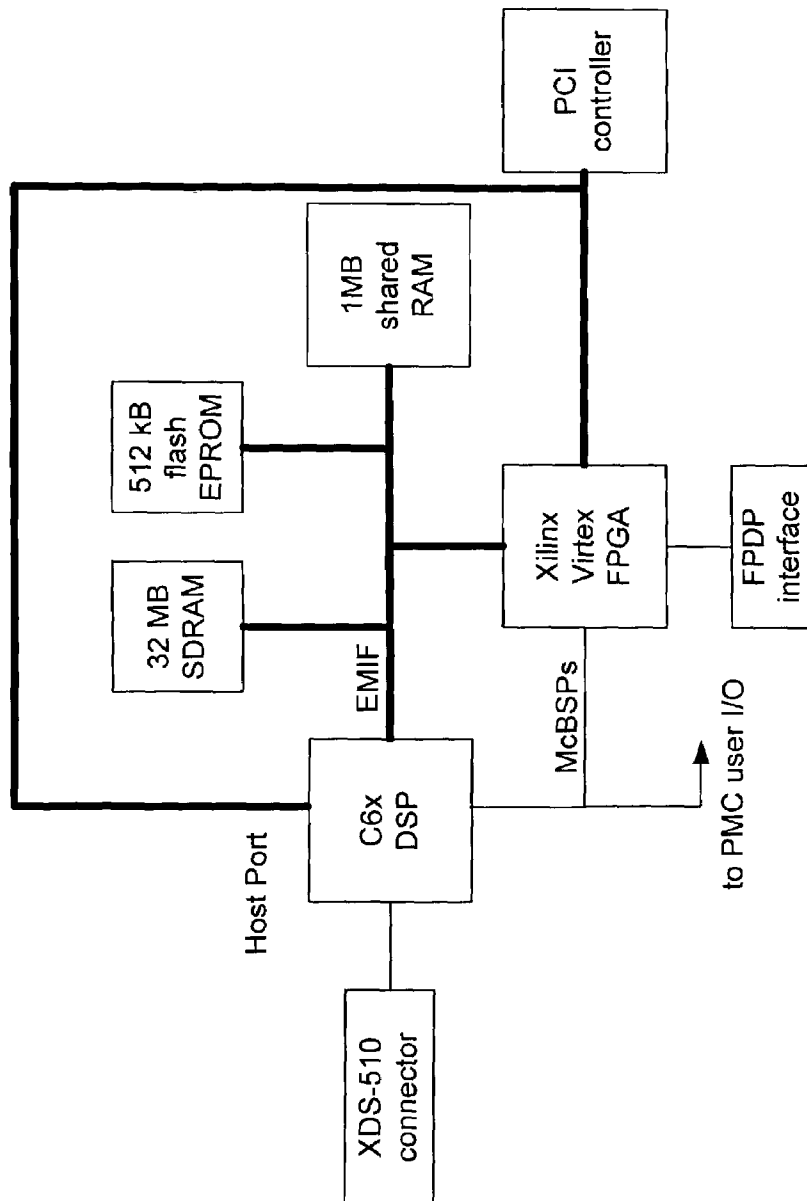 Host Port
32 MB
SDRAM
512 kB
flash
EPROM
XDS-510
connector
C6x
DSP
EMIF
1MB
shared
RAM
PCI
controller
McBSPs
Xilinx
Virtex
FPGA
to PMC user I/O
FPDP
interface